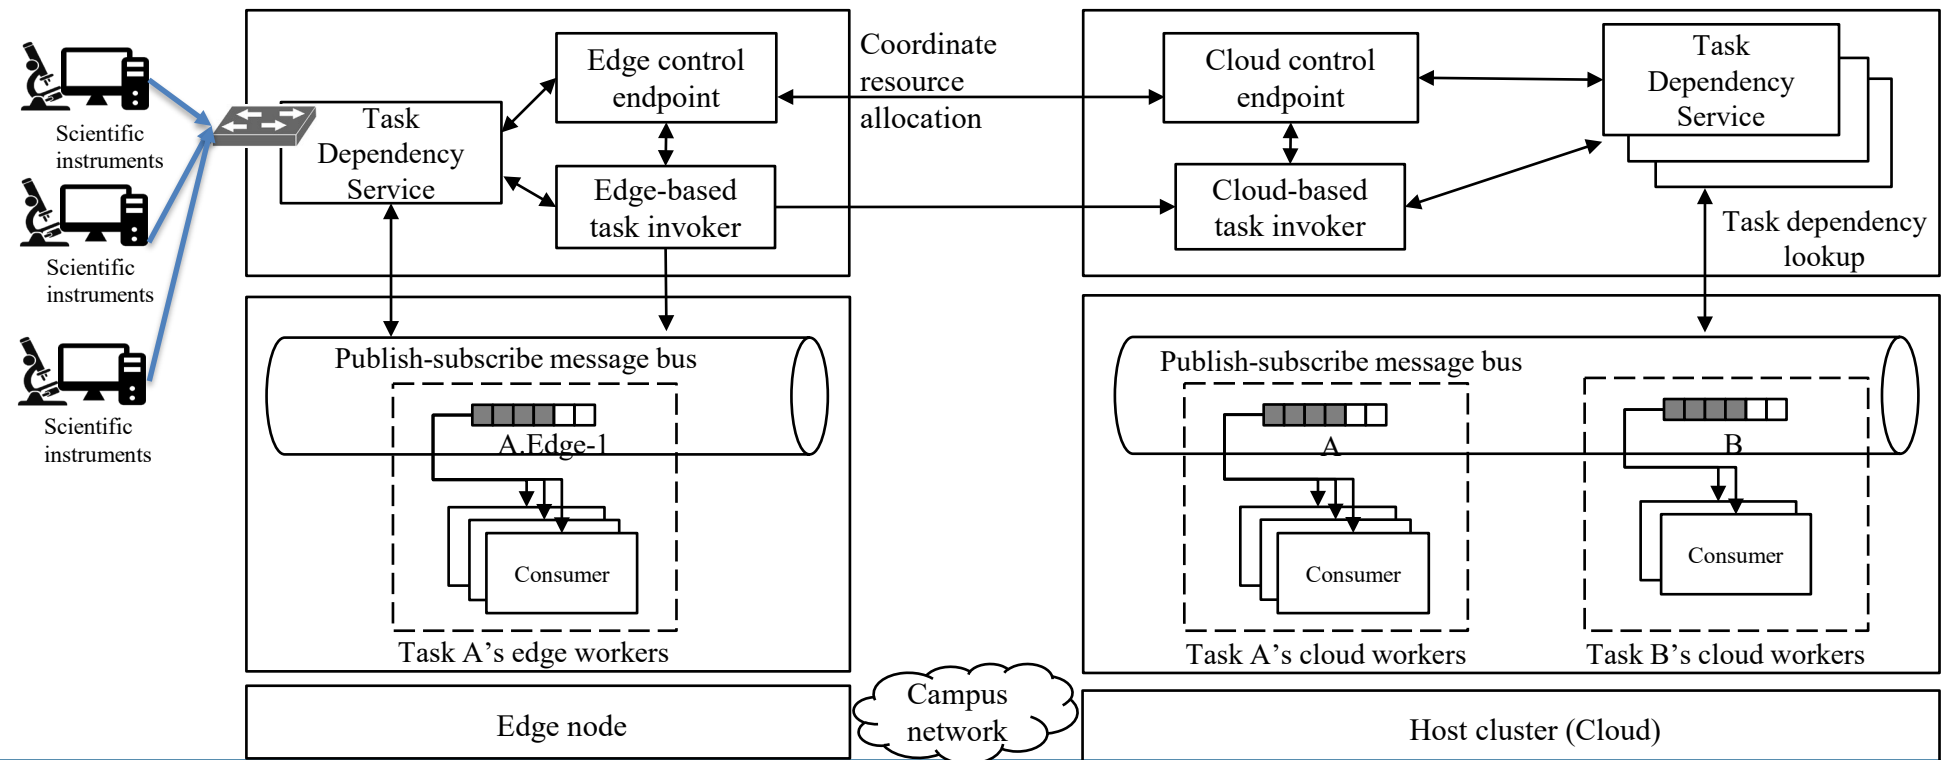 Scientific
instruments
Scientific
instruments
Scientific
instruments
Task
Dependency
Service
Edge control
endpoint
Edge-based
task invoker
Coordinate
resource
allocation
Cloud control
endpoint
Cloud-based
task invoker
Task
Dependency
Service
Task dependency
lookup
Publish-subscribe message bus
A.Edge-1
Consumer
Task A’s edge workers
Publish-subscribe message bus
A
Consumer
Task A’s cloud workers
B
Consumer
Task B’s cloud workers
Edge node
Campus
network
Host cluster (Cloud)